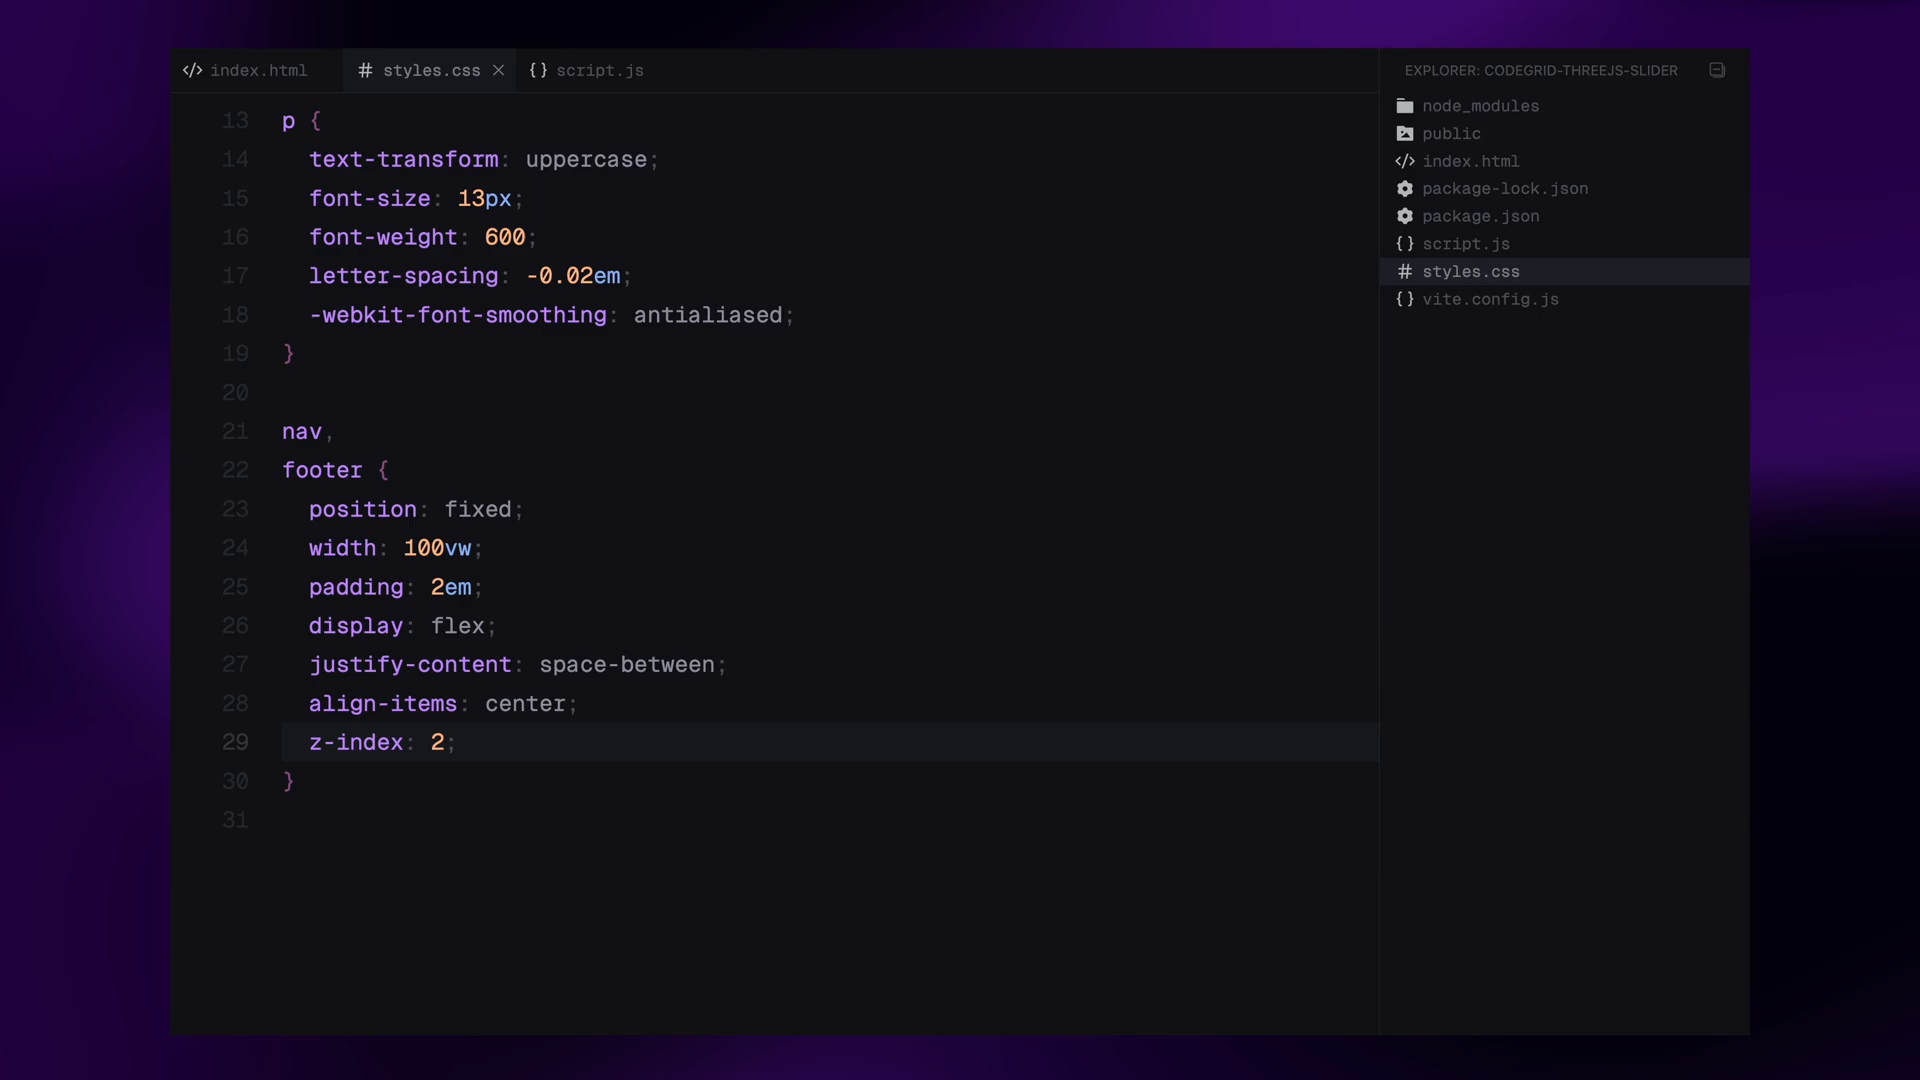 </> index.html
# styles.css ×
{} script.js
13 p {
14 text-transform: uppercase;
15 font-size: 13px;
16 font-weight: 600;
17 letter-spacing: -0.02em;
18 -webkit-font-smoothing: antialiased;
19 }
20
21 nav,
22 footer {
23 position: fixed;
24 width: 100vw;
25 padding: 2em;
26 display: flex;
27 justify-content: space-between;
28 align-items: center;
29 z-index: 2;
30 }
31
EXPLORER: CODEGRID-THREEJS-SLIDER
node_modules
public
</> index.html
package-lock.json
package.json
{} script.js
# styles.css
{} vite.config.js